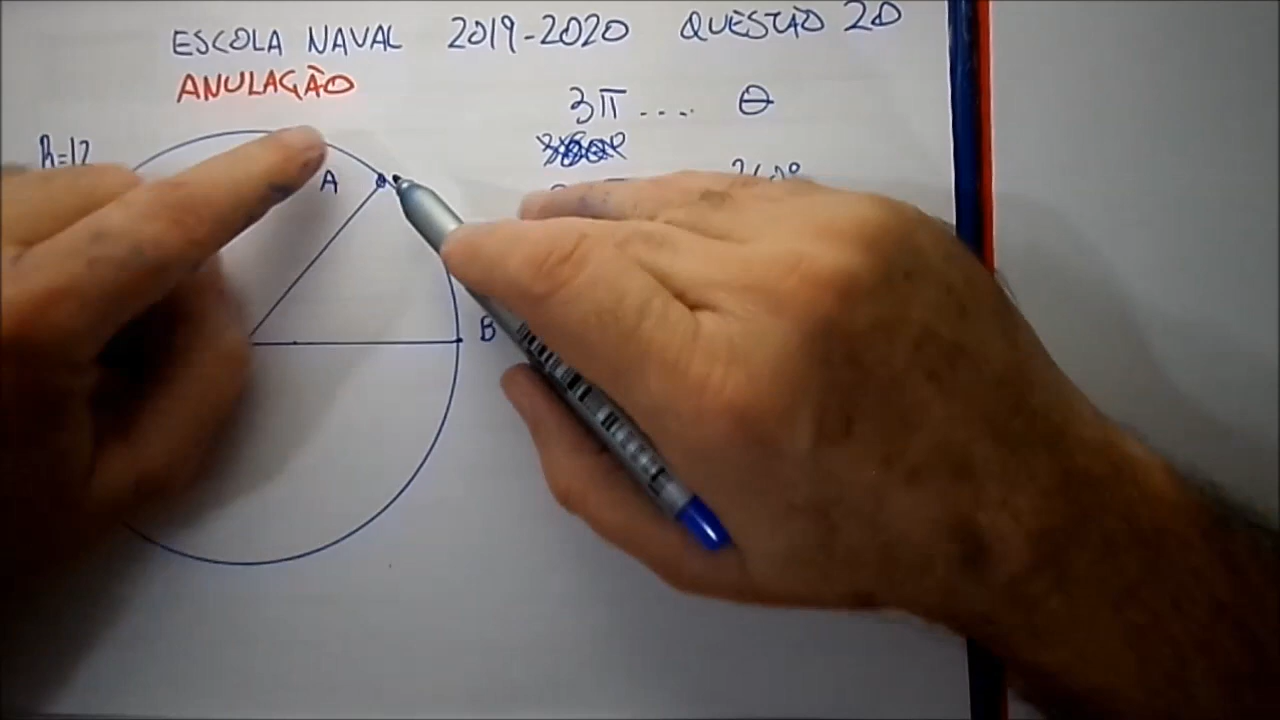 ESCOLA NAVAL 2019-2020 QUESTÃO 20
ANULAÇÃO
3π .... θ
R=12
A
B